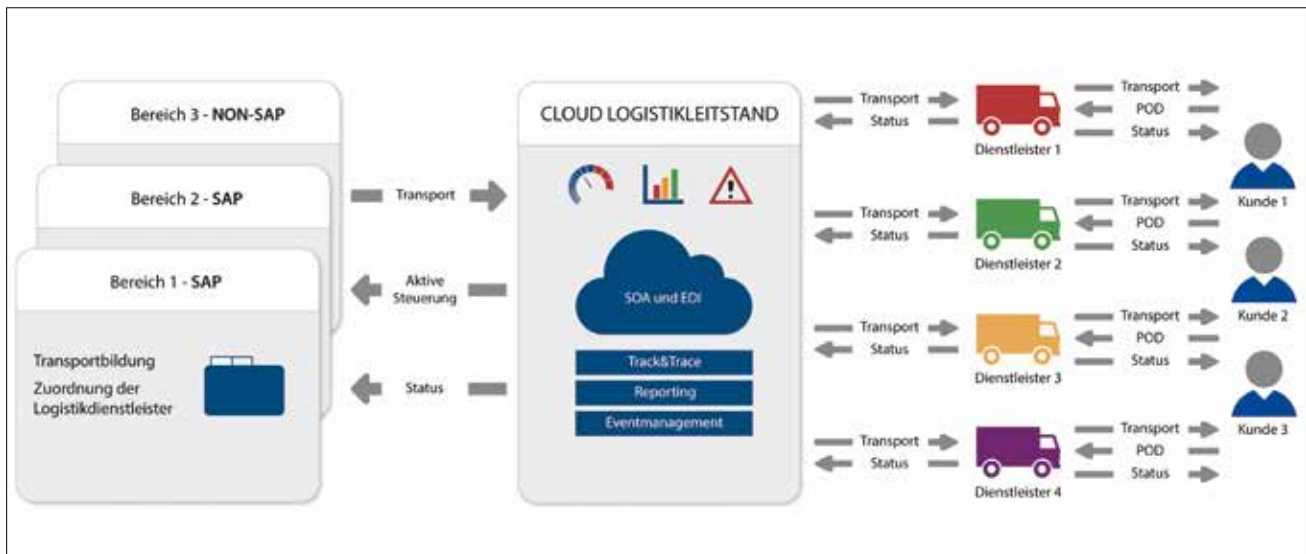 Bereich 3 - NON-SAP
Bereich 2 - SAP
Bereich 1 - SAP
Transportbildung
Zuordnung der
Logistikdienstleister
Transport
Aktive
Steuerung
Status
CLOUD LOGISTIKLEITSTAND
SOA und EDI
Track&Trace
Reporting
Eventmanagement
Transport
Status
Dienstleister 1
Transport
POD
Status
Transport
Status
Dienstleister 2
Transport
POD
Status
Transport
Status
Dienstleister 3
Transport
POD
Status
Transport
Status
Dienstleister 4
Transport
POD
Status
Kunde 1
Kunde 2
Kunde 3